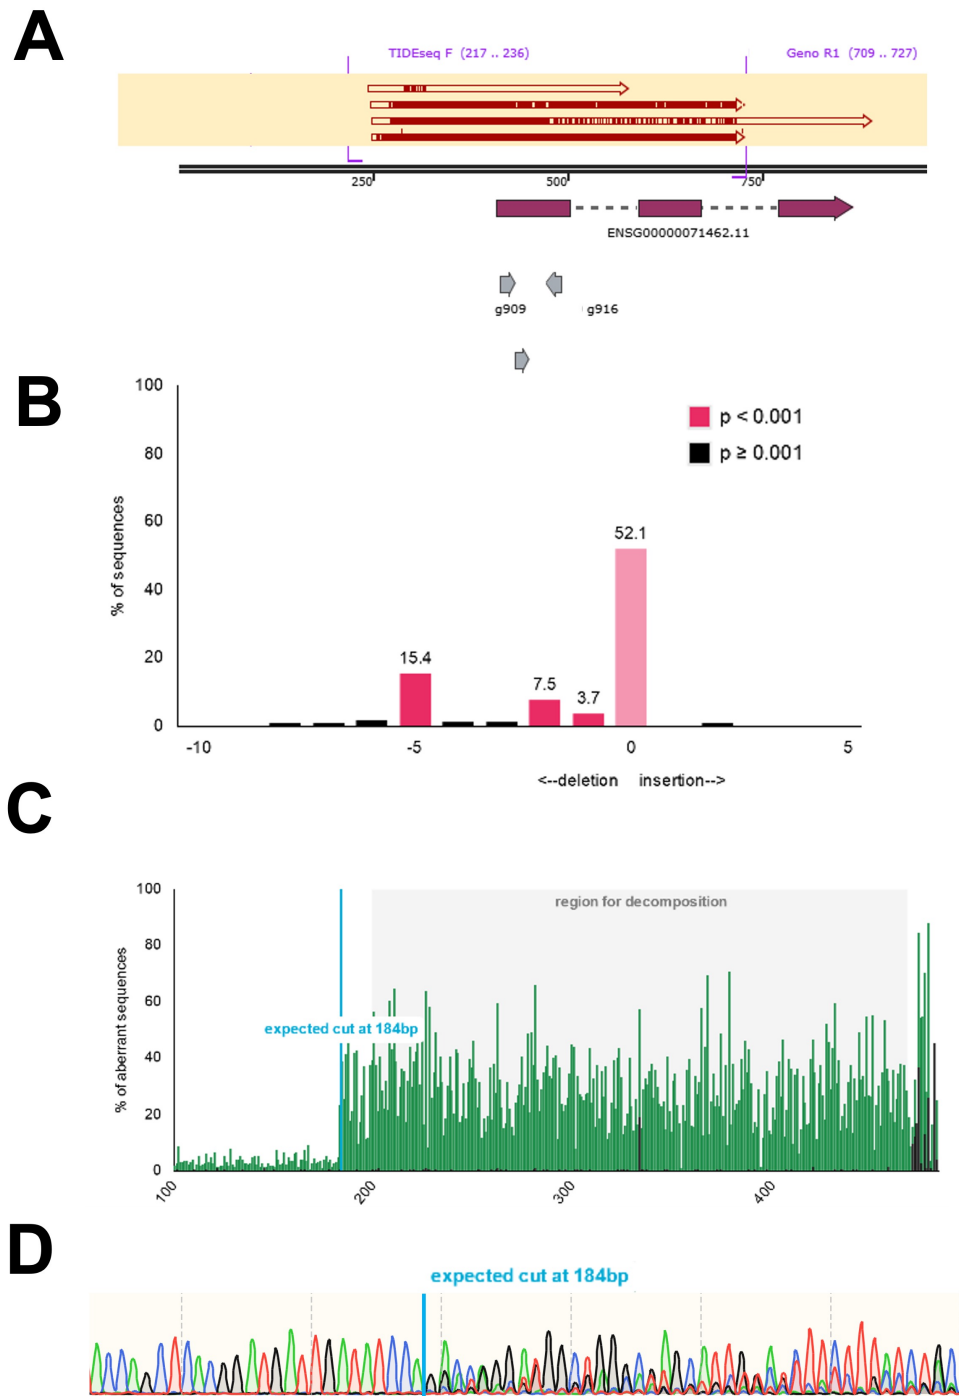 A
TIDEseq F (217 .. 236) Geno R1 (709 .. 727)
250 500 750
ENSG00000071462.11
g909 g916
B
100
80
60
40
20
0
% of sequences
p < 0.001
p ≥ 0.001
15.4 7.5 3.7 52.1
-10 -5 0 5
<--deletion insertion-->
C
100
80
60
40
20
0
% of aberrant sequences
region for decomposition
expected cut at 184bp
100 200 300 400
D
expected cut at 184bp